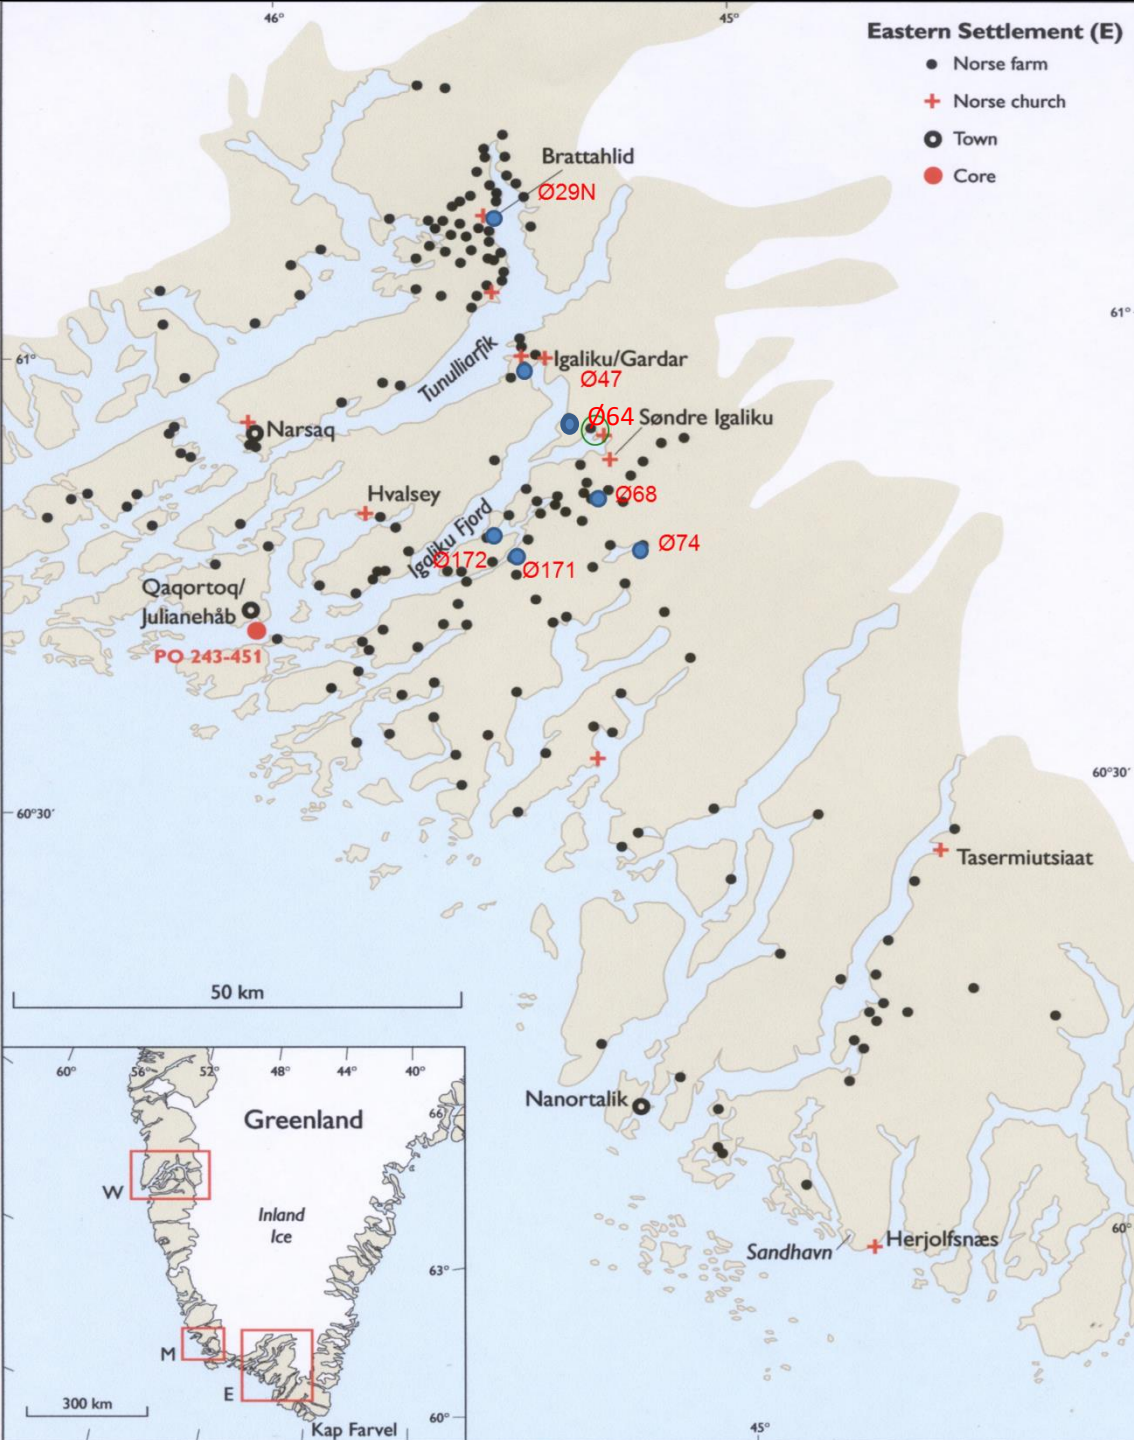 46°
45°
Eastern Settlement (E)
Norse farm
Norse church
Town
Core
Brattahlid
Ø29N
61°
61°
Tunulliarfik
Igaliku/Gardar
Ø47
Ø64
Søndre Igaliku
Narsaq
Hvalsey
Ø68
Igaliku Fjord
Ø74
Ø172
Ø171
Qaqortoq/
Julianehåb
PO 243-451
60°30'
60°30'
Tasermiutsiaat
50 km
60°
56°
52°
48°
44°
40°
Nanortalik
Greenland
66
W
Inland
Ice
60°
Herjolfsnæs
Sandhavn
63°
M
E
300 km
60°
Kap Farvel
45°